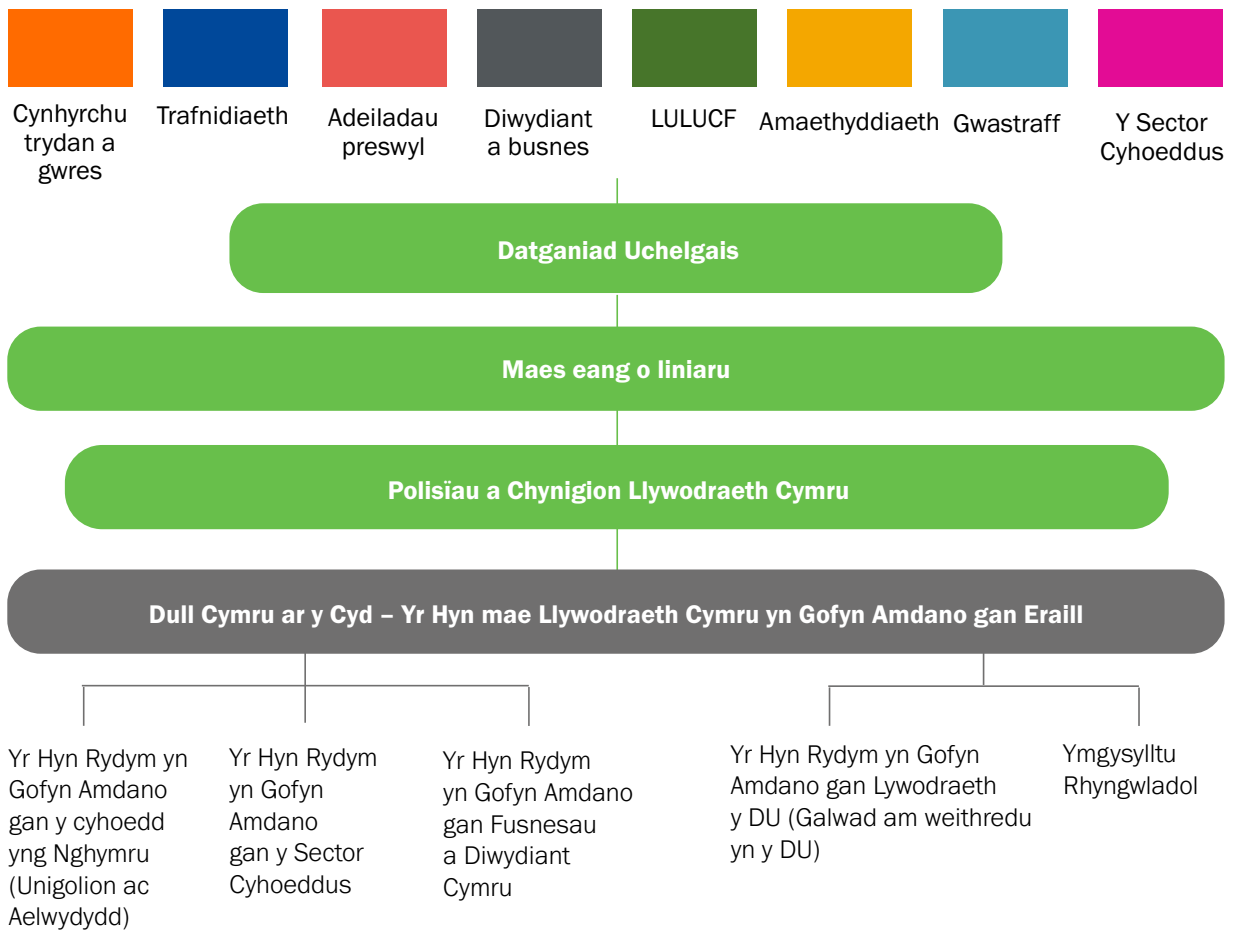 Cynhyrchu
trydan a
gwres
Trafnidiaeth
Adeiladau
preswyl
Diwydiant
a busnes
LULUCF
Amaethyddiaeth
Gwastraff
Y Sector
Cyhoeddus
Datganiad Uchelgais
Maes eang o liniaru
Polisïau a Chynigion Llywodraeth Cymru
Dull Cymru ar y Cyd – Yr Hyn mae Llywodraeth Cymru yn Gofyn Amdano gan Eraill
Yr Hyn Rydym yn
Gofyn Amdano
gan y cyhoedd
yng Nghymru
(Unigolion ac
Aelwydydd)
Yr Hyn Rydym
yn Gofyn
Amdano
gan y Sector
Cyhoeddus
Yr Hyn Rydym
yn Gofyn Amdano
gan Fusnesau
a Diwydiant
Cymru
Yr Hyn Rydym yn Gofyn
Amdano gan Lywodraeth
y DU (Galwad am weithredu
yn y DU)
Ymgysylltu
Rhyngwladol